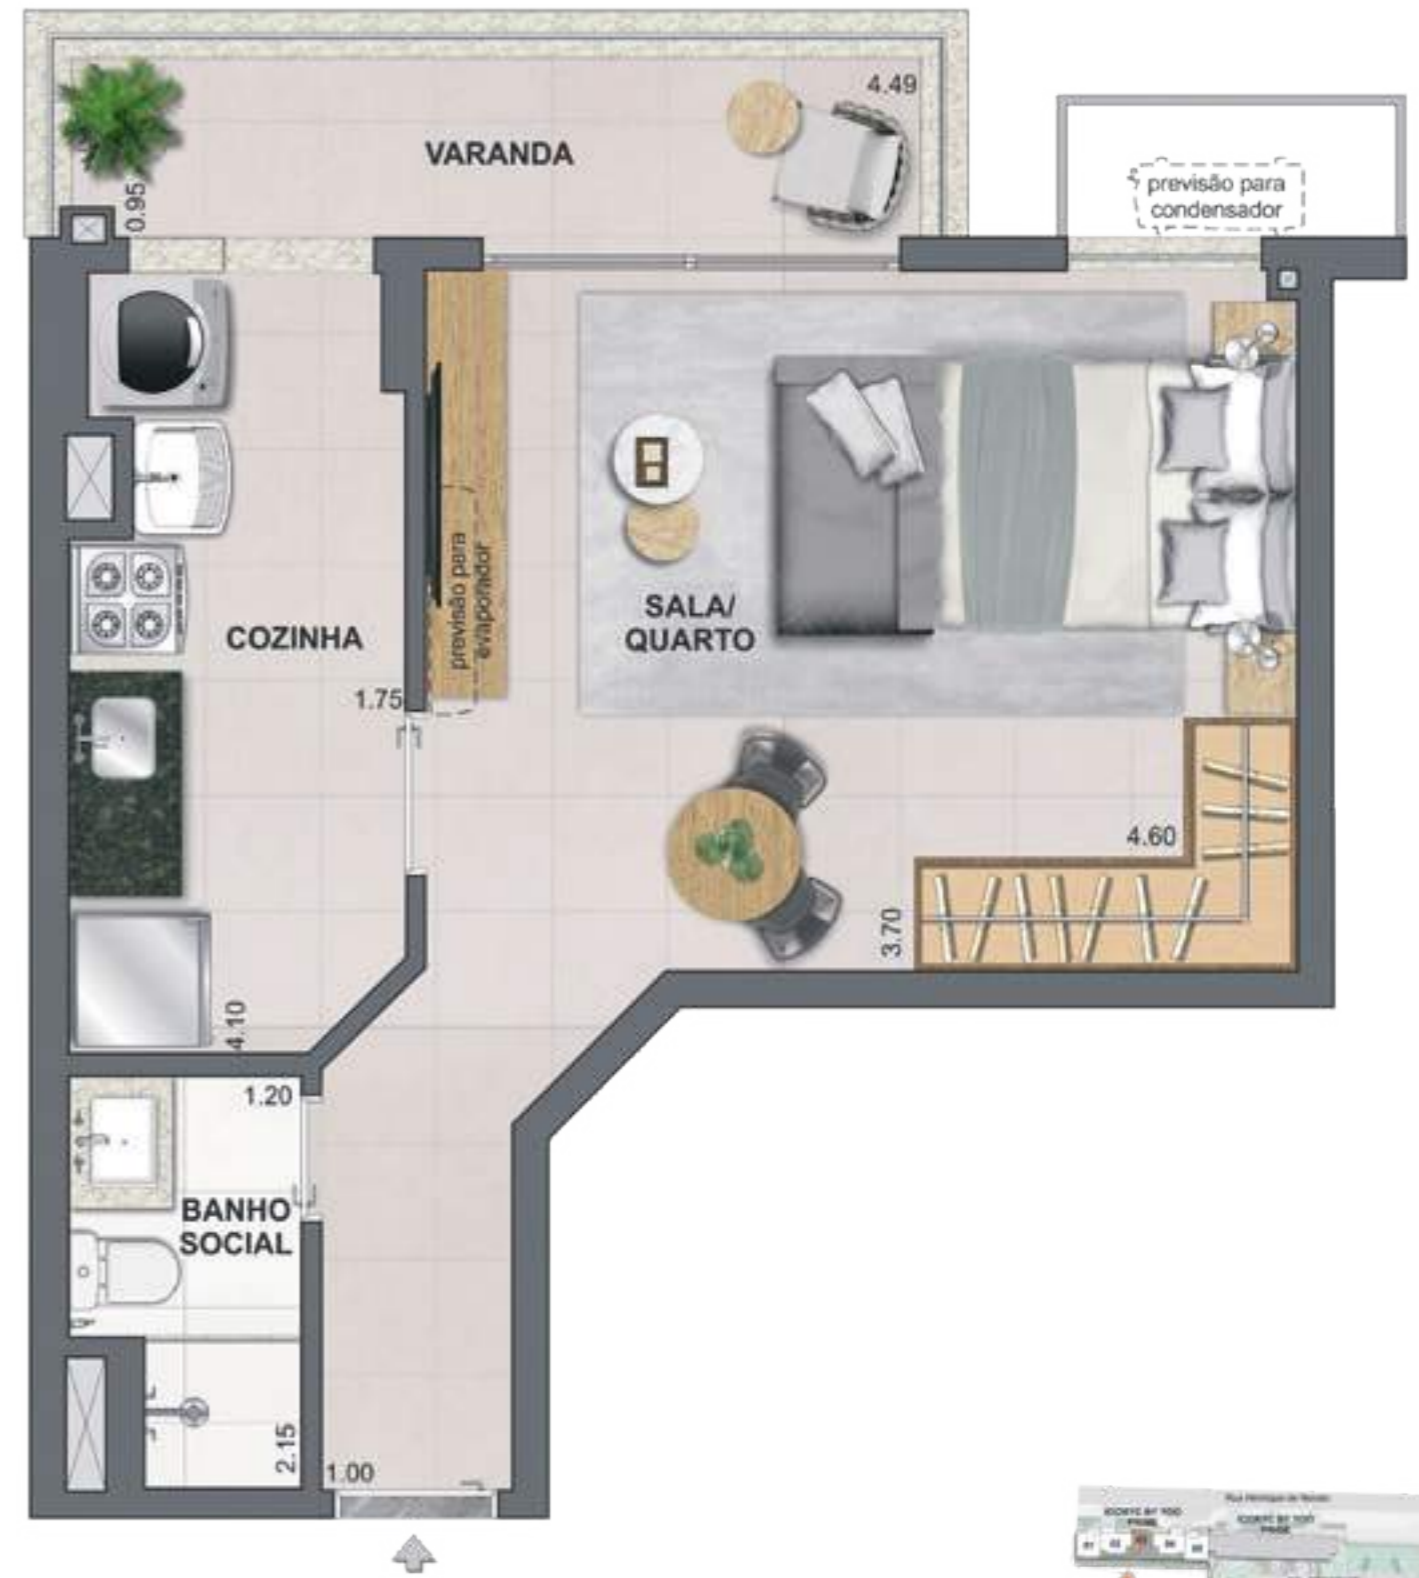 4.49
VARANDA
0.95
previsão para
condensador
previsão para
evaporador
SALA/
QUARTO
COZINHA
1.75
4.60
3.70
4.10
1.20
BANHO
SOCIAL
2.15
1.00